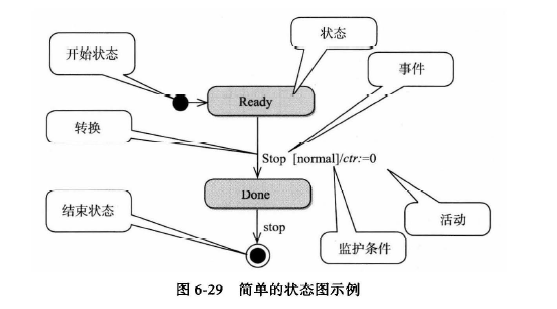 开始状态
状态
事件
Ready
转换
Stop [normal]/ctr:=0
Done
结束状态
stop
监护条件
活动
图 6-29 简单的状态图示例